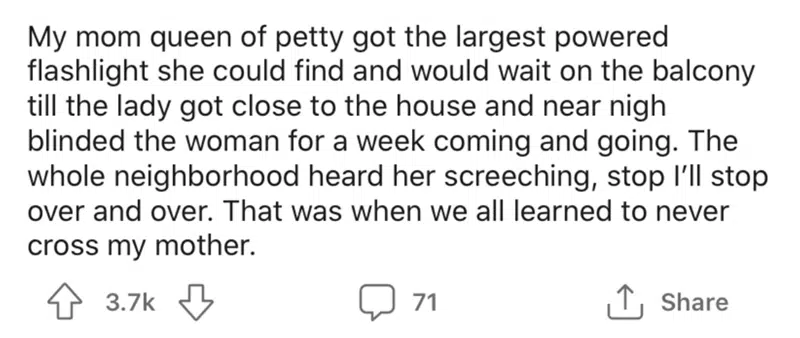 My mom queen of petty got the largest powered
flashlight she could find and would wait on the balcony
till the lady got close to the house and near nigh
blinded the woman for a week coming and going. The
whole neighborhood heard her screeching, stop I’ll stop
over and over. That was when we all learned to never
cross my mother.
3.7k 71 Share